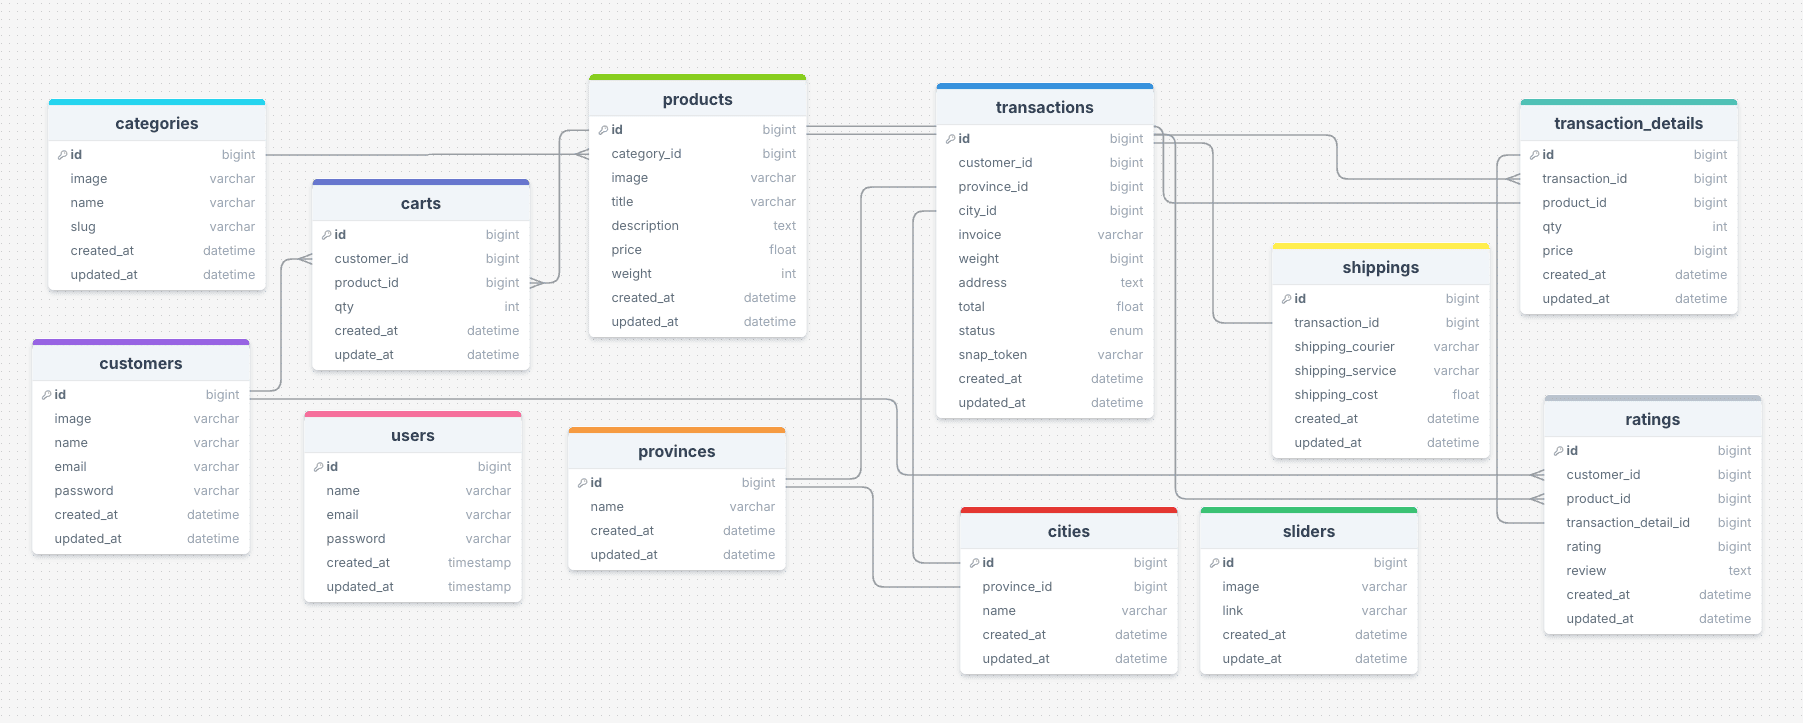 categories
id bigint
image varchar
name varchar
slug varchar
created_at datetime
updated_at datetime
carts
id bigint
customer_id bigint
product_id bigint
qty int
created_at datetime
update_at datetime
products
id bigint
category_id bigint
image varchar
title varchar
description text
price float
weight int
created_at datetime
updated_at datetime
transactions
id bigint
customer_id bigint
province_id bigint
city_id bigint
invoice varchar
weight bigint
address text
total float
status enum
snap_token varchar
created_at datetime
updated_at datetime
transaction_details
id bigint
transaction_id bigint
product_id bigint
qty int
price bigint
created_at datetime
updated_at datetime
shippings
id bigint
transaction_id bigint
shipping_courier varchar
shipping_service varchar
shipping_cost float
created_at datetime
updated_at datetime
customers
id bigint
image varchar
name varchar
email varchar
password varchar
created_at datetime
updated_at datetime
users
id bigint
name varchar
email varchar
password varchar
created_at timestamp
updated_at timestamp
provinces
id bigint
name varchar
created_at datetime
updated_at datetime
cities
id bigint
province_id bigint
name varchar
created_at datetime
updated_at datetime
sliders
id bigint
image varchar
link varchar
created_at datetime
update_at datetime
ratings
id bigint
customer_id bigint
product_id bigint
transaction_detail_id bigint
rating bigint
review text
created_at datetime
updated_at datetime